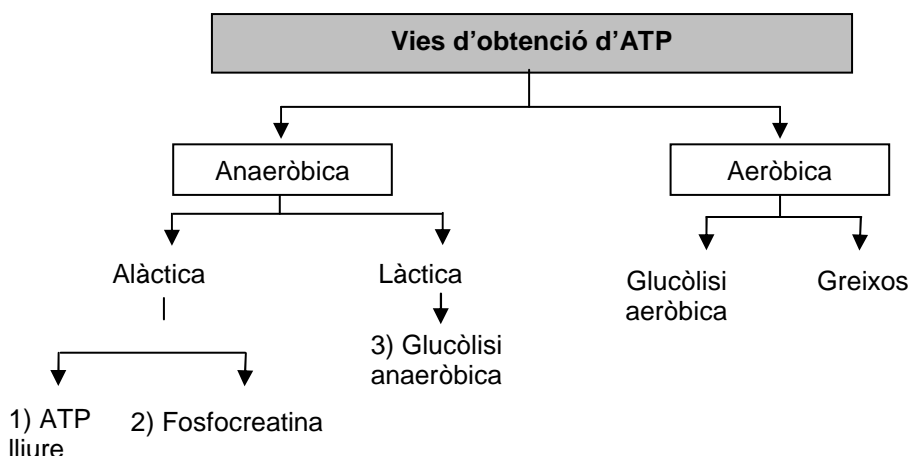 Vies d'obtenció d'ATP
Anaeròbica
Aeròbica
Alàctica
Làctica
Glucòlisi
aeròbica
Greixos
3) Glucòlisi
anaeròbica
1) ATP
lliure
2) Fosfocreatina